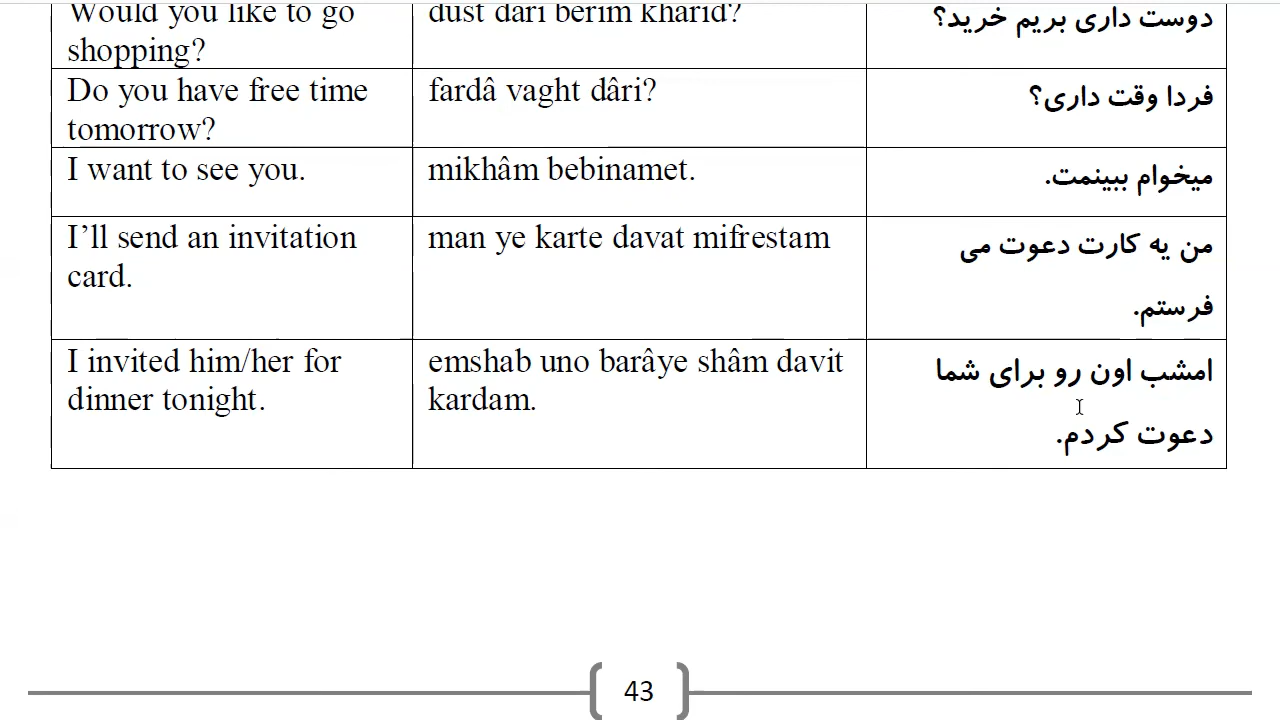 Would you like to go
shopping?
dust dâri berim kharid?
دوست داری بریم خرید؟
Do you have free time
tomorrow?
fardâ vaght dâri?
فردا وقت داری؟
I want to see you.
mikhâm bebinamet.
میخوام ببینمت.
I’ll send an invitation
card.
man ye karte davat mifrestam
من یه کارت دعوت می
فرستم.
I invited him/her for
dinner tonight.
emshab uno barâye shâm davit
kardam.
امشب اون رو برای شما
دعوت کردم.
43